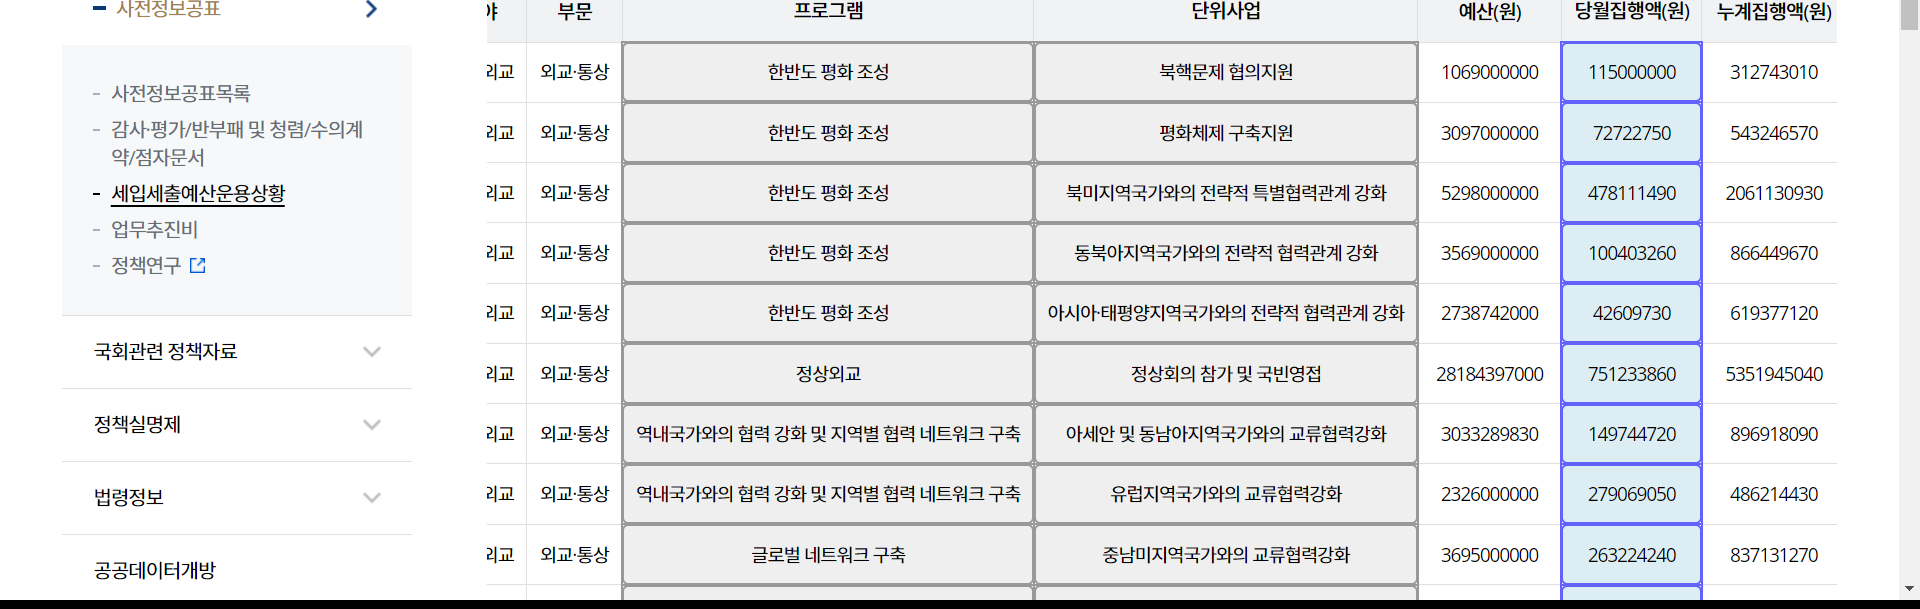 사전정보공표
- 사전정보공표목록
- 감사·평가/반부패 및 청렴/수의계
약/점자문서
- 세입세출예산운용상황
- 업무추진비
- 정책연구
국회관련 정책자료
정책실명제
법령정보
공공데이터개방
야 부문 프로그램 단위사업 예산(원) 당월집행액(원) 누계집행액(원)
외교 외교·통상 한반도 평화 조성 북핵문제 협의지원 1069000000 115000000 312743010
외교 외교·통상 한반도 평화 조성 평화체제 구축지원 3097000000 72722750 543246570
외교 외교·통상 한반도 평화 조성 북미지역국가와의 전략적 특별협력관계 강화 5298000000 478111490 2061130930
외교 외교·통상 한반도 평화 조성 동북아지역국가와의 전략적 협력관계 강화 3569000000 100403260 866449670
외교 외교·통상 한반도 평화 조성 아시아·태평양지역국가와의 전략적 협력관계 강화 2738742000 42609730 619377120
외교 외교·통상 정상외교 정상회의 참가 및 국빈영접 28184397000 751233860 5351945040
외교 외교·통상 역내국가와의 협력 강화 및 지역별 협력 네트워크 구축 아세안 및 동남아지역국가와의 교류협력강화 3033289830 149744720 896918090
외교 외교·통상 역내국가와의 협력 강화 및 지역별 협력 네트워크 구축 유럽지역국가와의 교류협력강화 2326000000 279069050 486214430
외교 외교·통상 글로벌 네트워크 구축 중남미지역국가와의 교류협력강화 3695000000 263224240 837131270